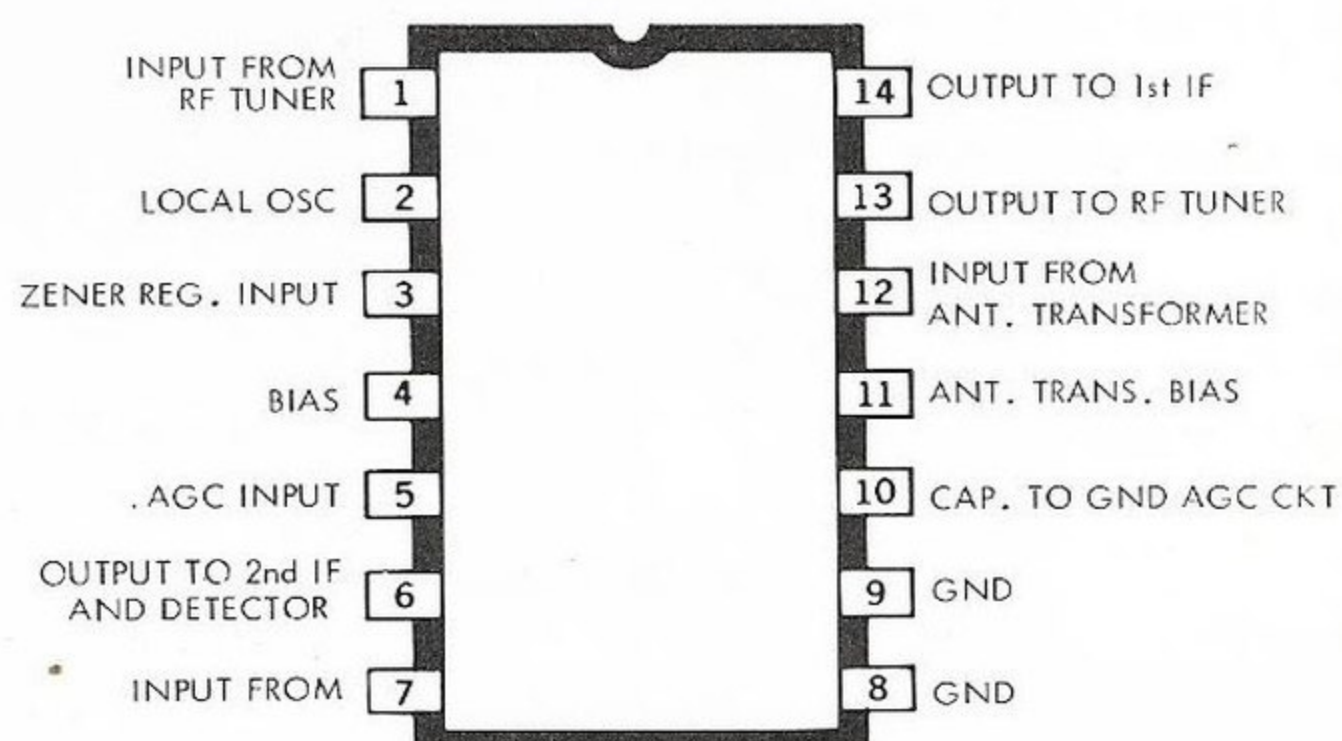 INPUT FROM
RF TUNER
1
LOCAL OSC
2
ZENER REG. INPUT
3
BIAS
4
.AGC INPUT
5
OUTPUT TO 2nd IF
AND DETECTOR
6
INPUT FROM
7
14
OUTPUT TO 1st IF
13
OUTPUT TO RF TUNER
12
INPUT FROM
ANT. TRANSFORMER
11
ANT. TRANS. BIAS
10
CAP. TO GND AGC CKT
9
GND
8
GND